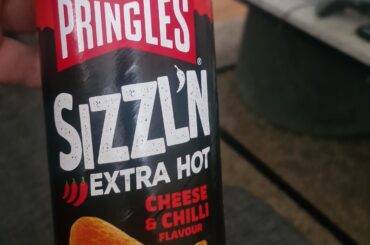 PRINGLES
SIZZL'N®
EXTRA HOT
CHEESE
& CHILLI
FLAVOUR